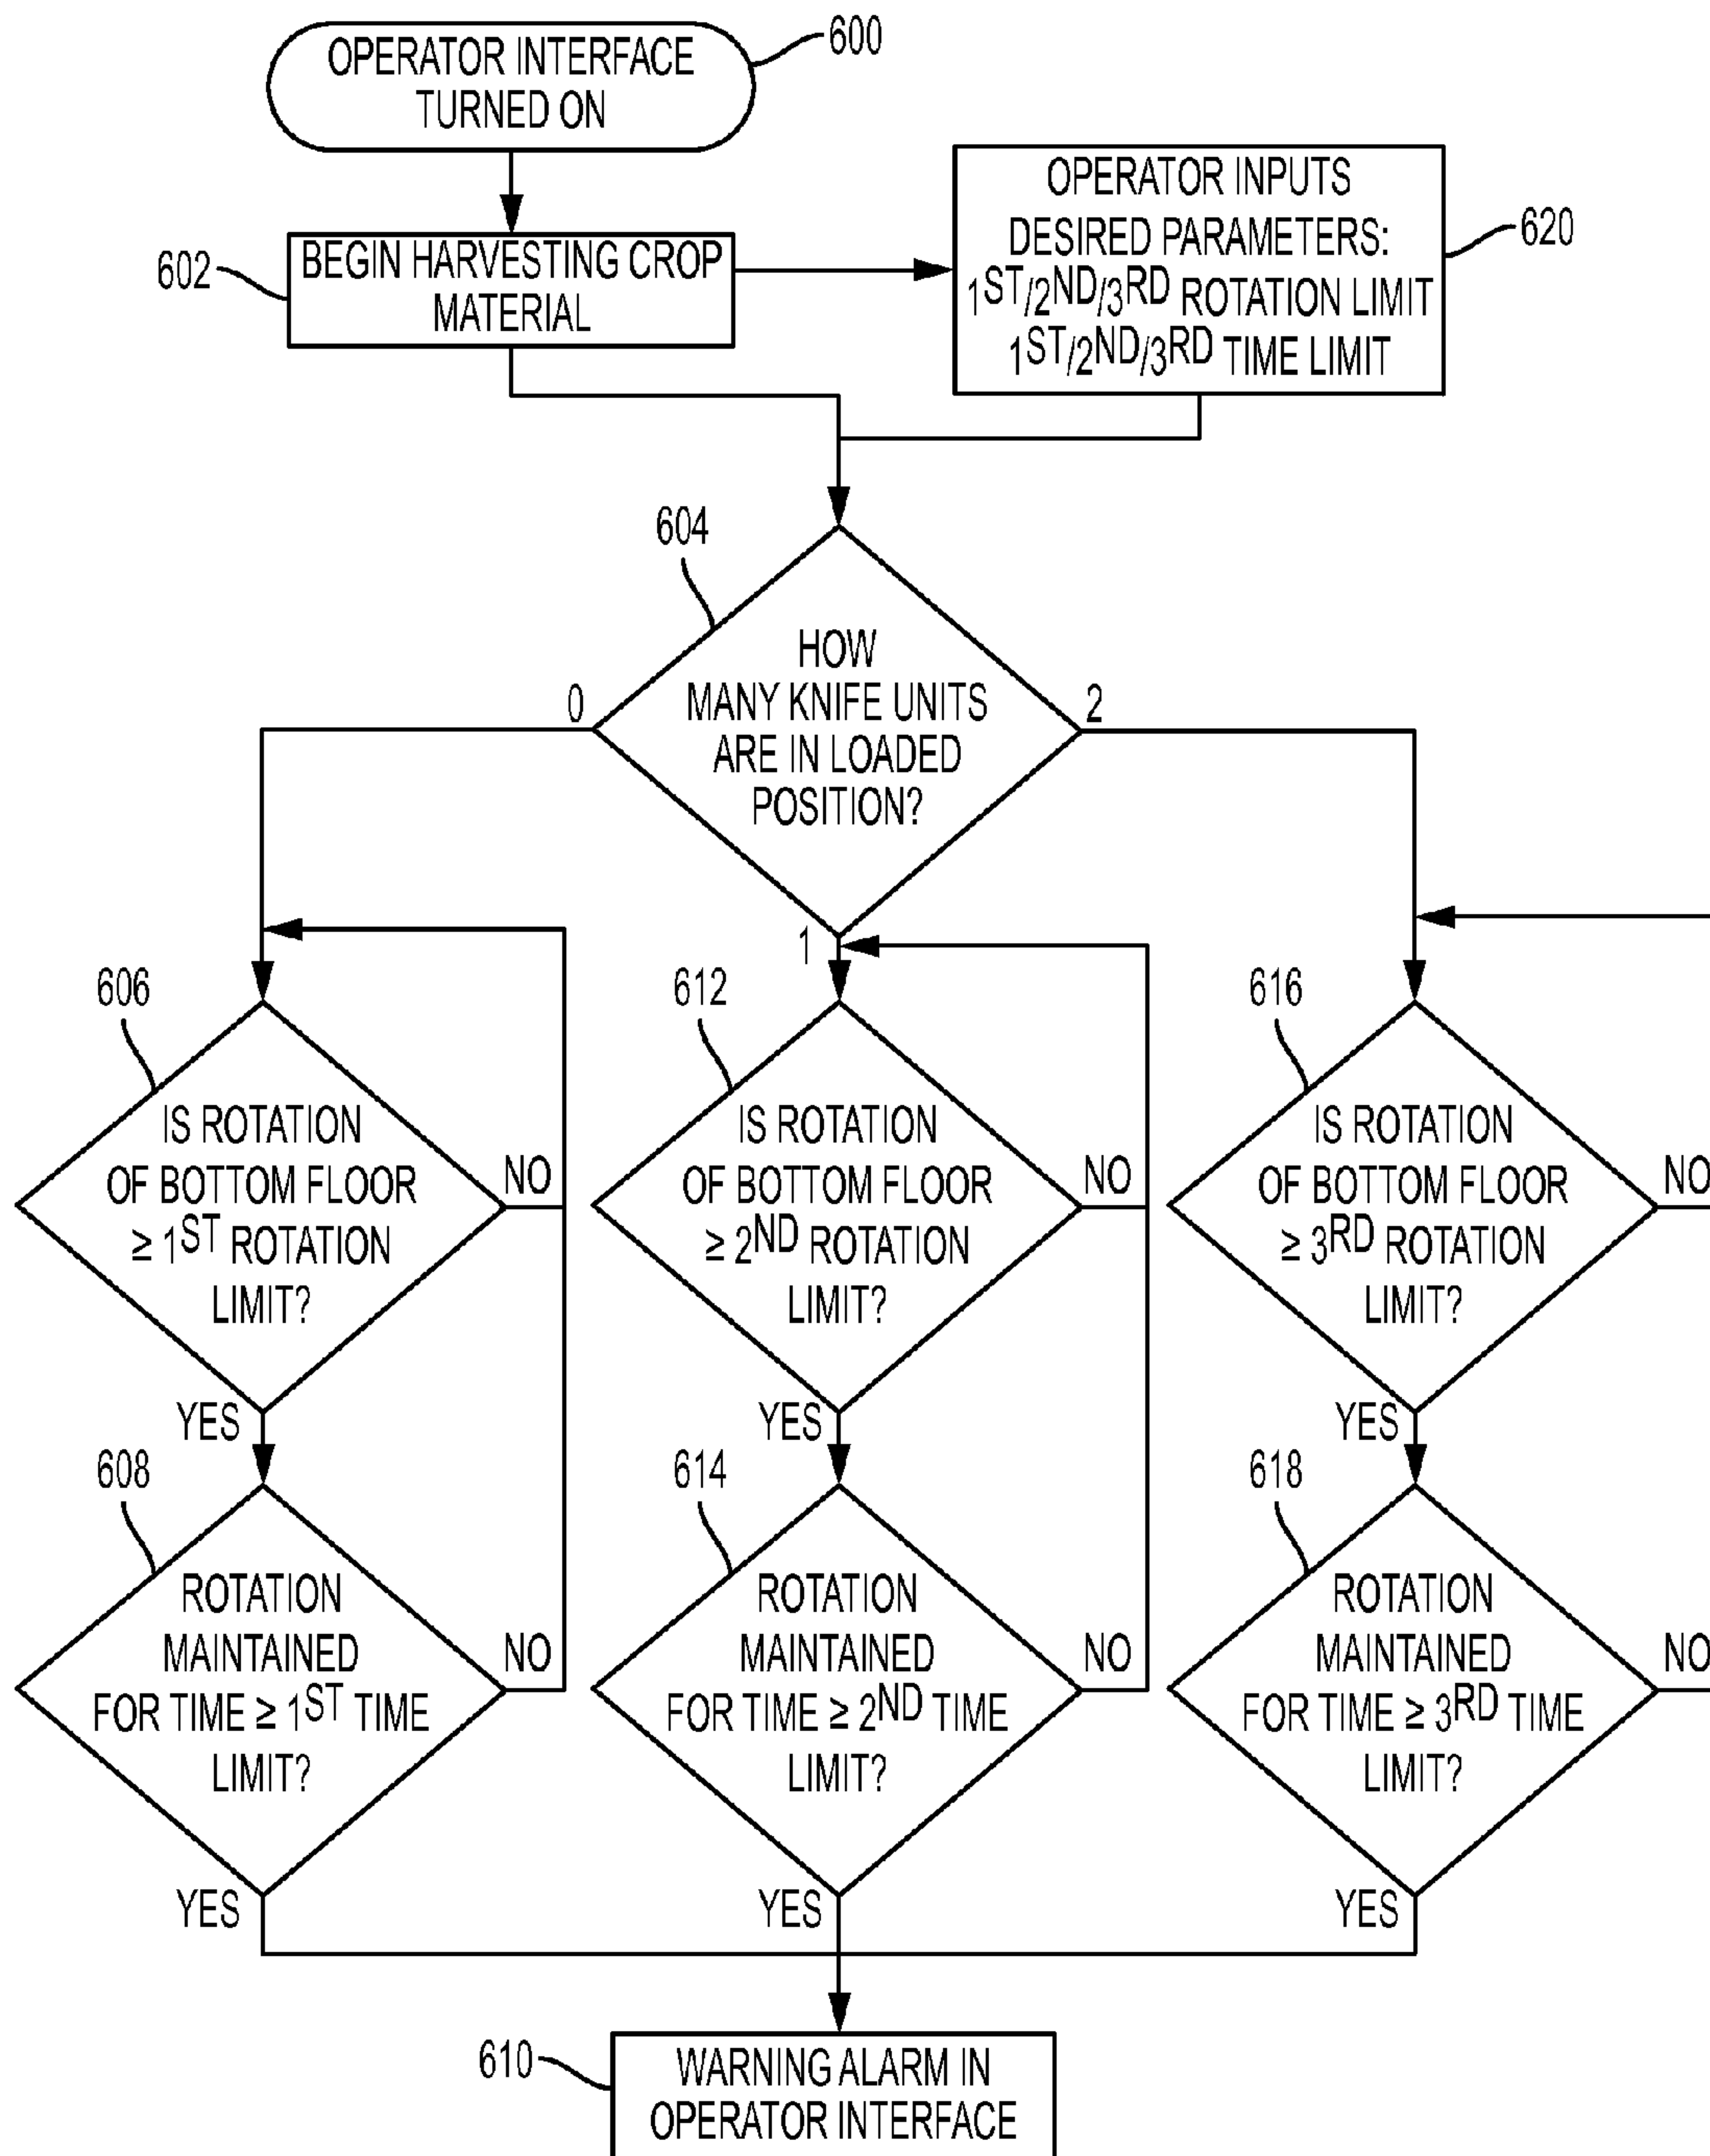 OPERATOR INTERFACE
TURNED ON
600
BEGIN HARVESTING CROP
MATERIAL
602
OPERATOR INPUTS
DESIRED PARAMETERS:
1ST/2ND/3RD ROTATION LIMIT
1ST/2ND/3RD TIME LIMIT
620
604
HOW
MANY KNIFE UNITS
ARE IN LOADED
POSITION?
0
2
1
606
IS ROTATION
OF BOTTOM FLOOR
≥ 1ST ROTATION
LIMIT?
NO
YES
612
IS ROTATION
OF BOTTOM FLOOR
≥ 2ND ROTATION
LIMIT?
NO
YES
616
IS ROTATION
OF BOTTOM FLOOR
≥ 3RD ROTATION
LIMIT?
NO
YES
608
ROTATION
MAINTAINED
FOR TIME ≥ 1ST TIME
LIMIT?
NO
YES
614
ROTATION
MAINTAINED
FOR TIME ≥ 2ND TIME
LIMIT?
NO
YES
618
ROTATION
MAINTAINED
FOR TIME ≥ 3RD TIME
LIMIT?
NO
YES
610
WARNING ALARM IN
OPERATOR INTERFACE